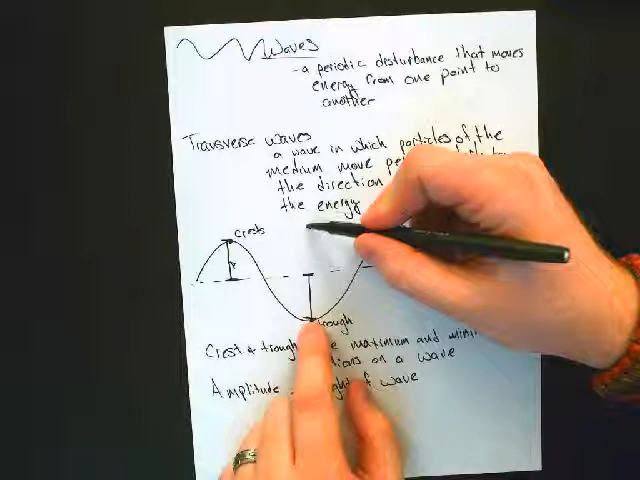 Waves
- a periodic disturbance that moves
energy from one point to
another
Transverse waves
a wave in which particles of the
medium move
the direction
the energy
Crests
trough
Crest & trough maximum and
on a wave
Amplitude wave